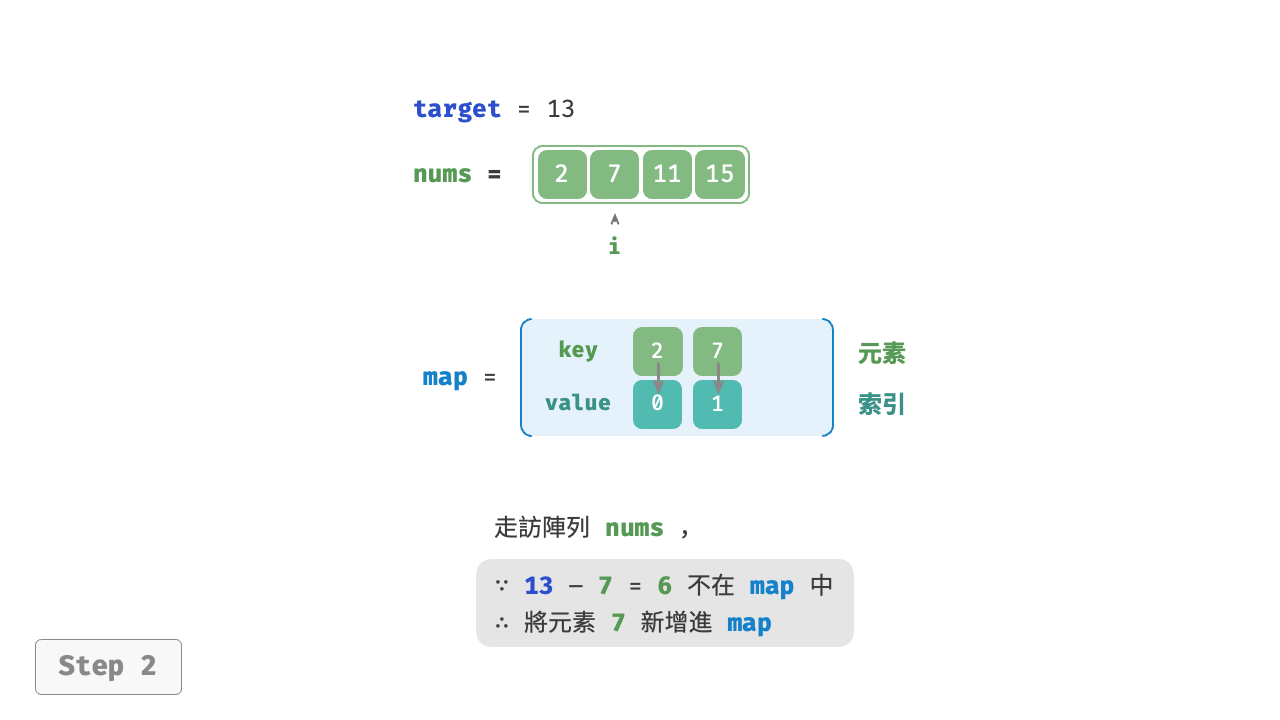 target = 13
nums = 2 7 11 15
^
i
key 2 7 元素
map =
value 0 1 索引
走訪陣列 nums ，
∵ 13 − 7 = 6 不在 map 中
∴ 將元素 7 新增進 map
Step 2